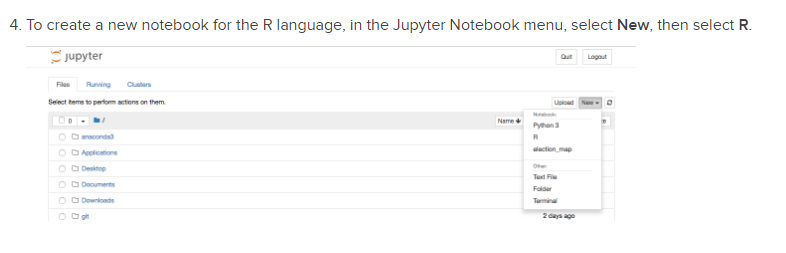 4. To create a new notebook for the R language, in the Jupyter Notebook menu, select New, then select R.
jupyter
Quit Logout
Files Running Clusters
Select items to perform actions on them.
Upload New
0 /
Name
Notebook:
Python 3
R
election_map
Other:
Text File
Folder
Terminal
anaconda3
Applications
Desktop
Documents
Downloads
git 2 days ago